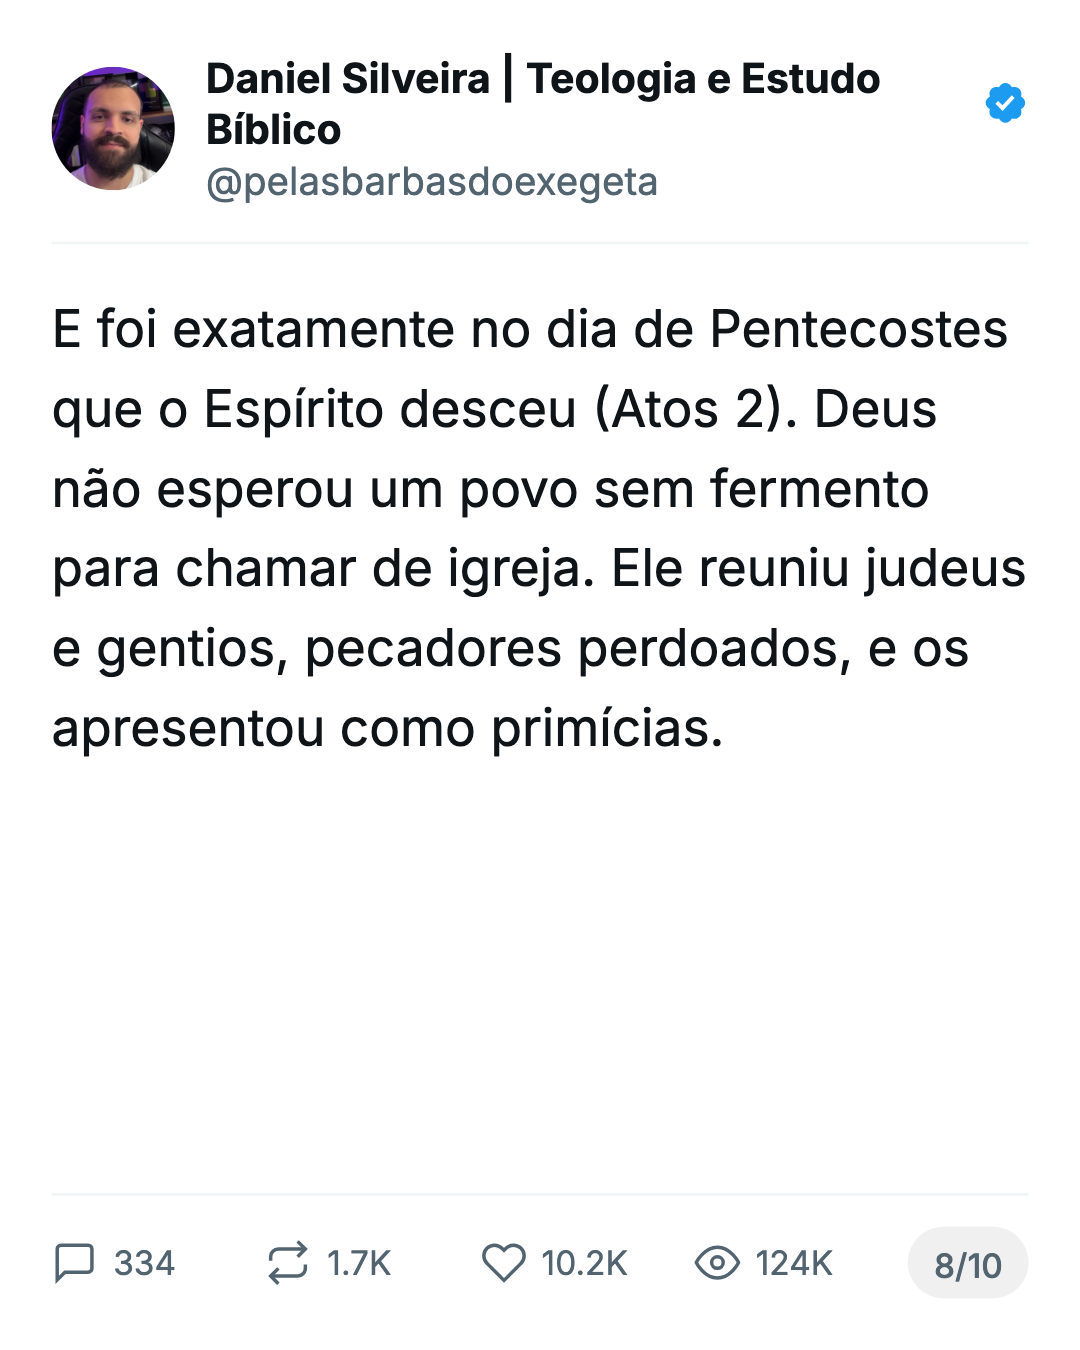 Daniel Silveira | Teologia e Estudo
Bíblico
@pelasbarbasdoexegeta
E foi exatamente no dia de Pentecostes
que o Espírito desceu (Atos 2). Deus
não esperou um povo sem fermento
para chamar de igreja. Ele reuniu judeus
e gentios, pecadores perdoados, e os
apresentou como primícias.
334 1.7K 10.2K 124K 8/10